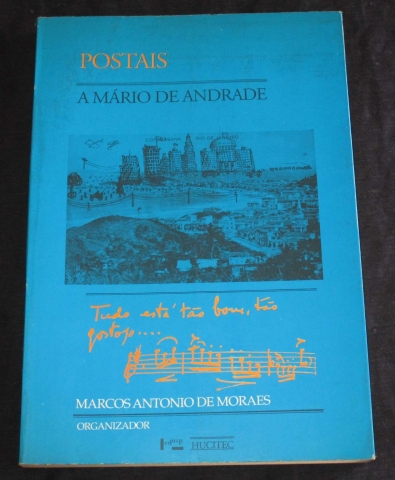 POSTAIS
A MÁRIO DE ANDRADE
Tudo está tão bom, tão
gostoso....
MARCOS ANTONIO DE MORAES
ORGANIZADOR
HUCITEC